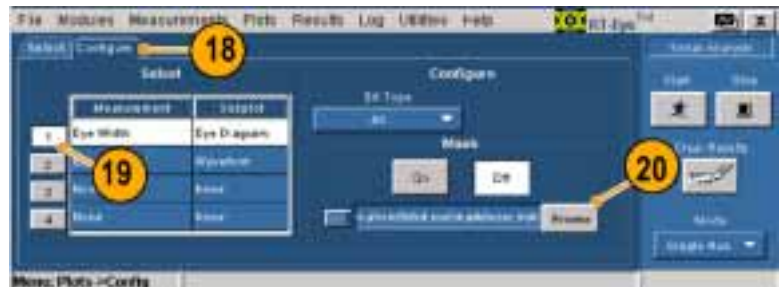 File Modules Measurements Plots Results Log Utilities Help RT-Eye
Select Configure 18
Select Configure
Measurement Subplot
Bit Type
All
1 Eye Width Eye Diagram
2 Waveform
3 None None
4 None None
19
Mask
On Off
20
Browse
Serial Analysis
Start Stop
Clear Results
Mode
Single Run
Menu: Plots->Config